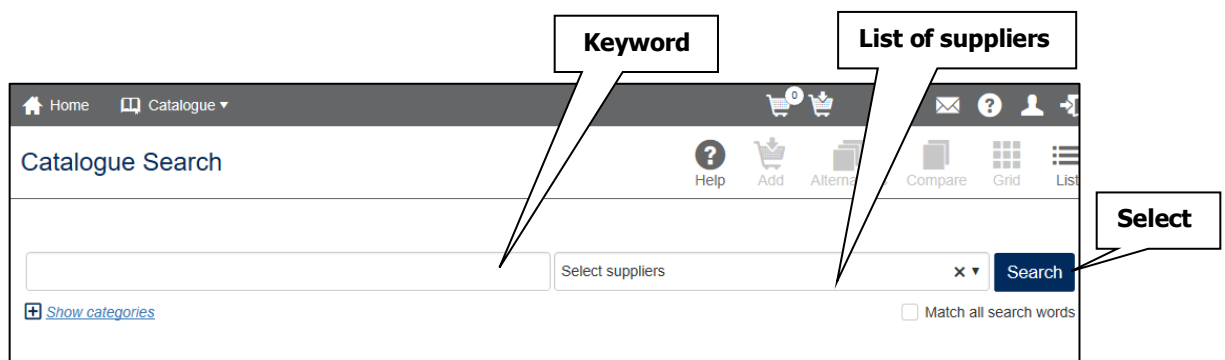 Keyword
List of suppliers
Home Catalogue ▾ 0 ?
Catalogue Search
? Help Add Compare Grid List
Select
Select suppliers × ▾ Search
+ Show categories Match all search words